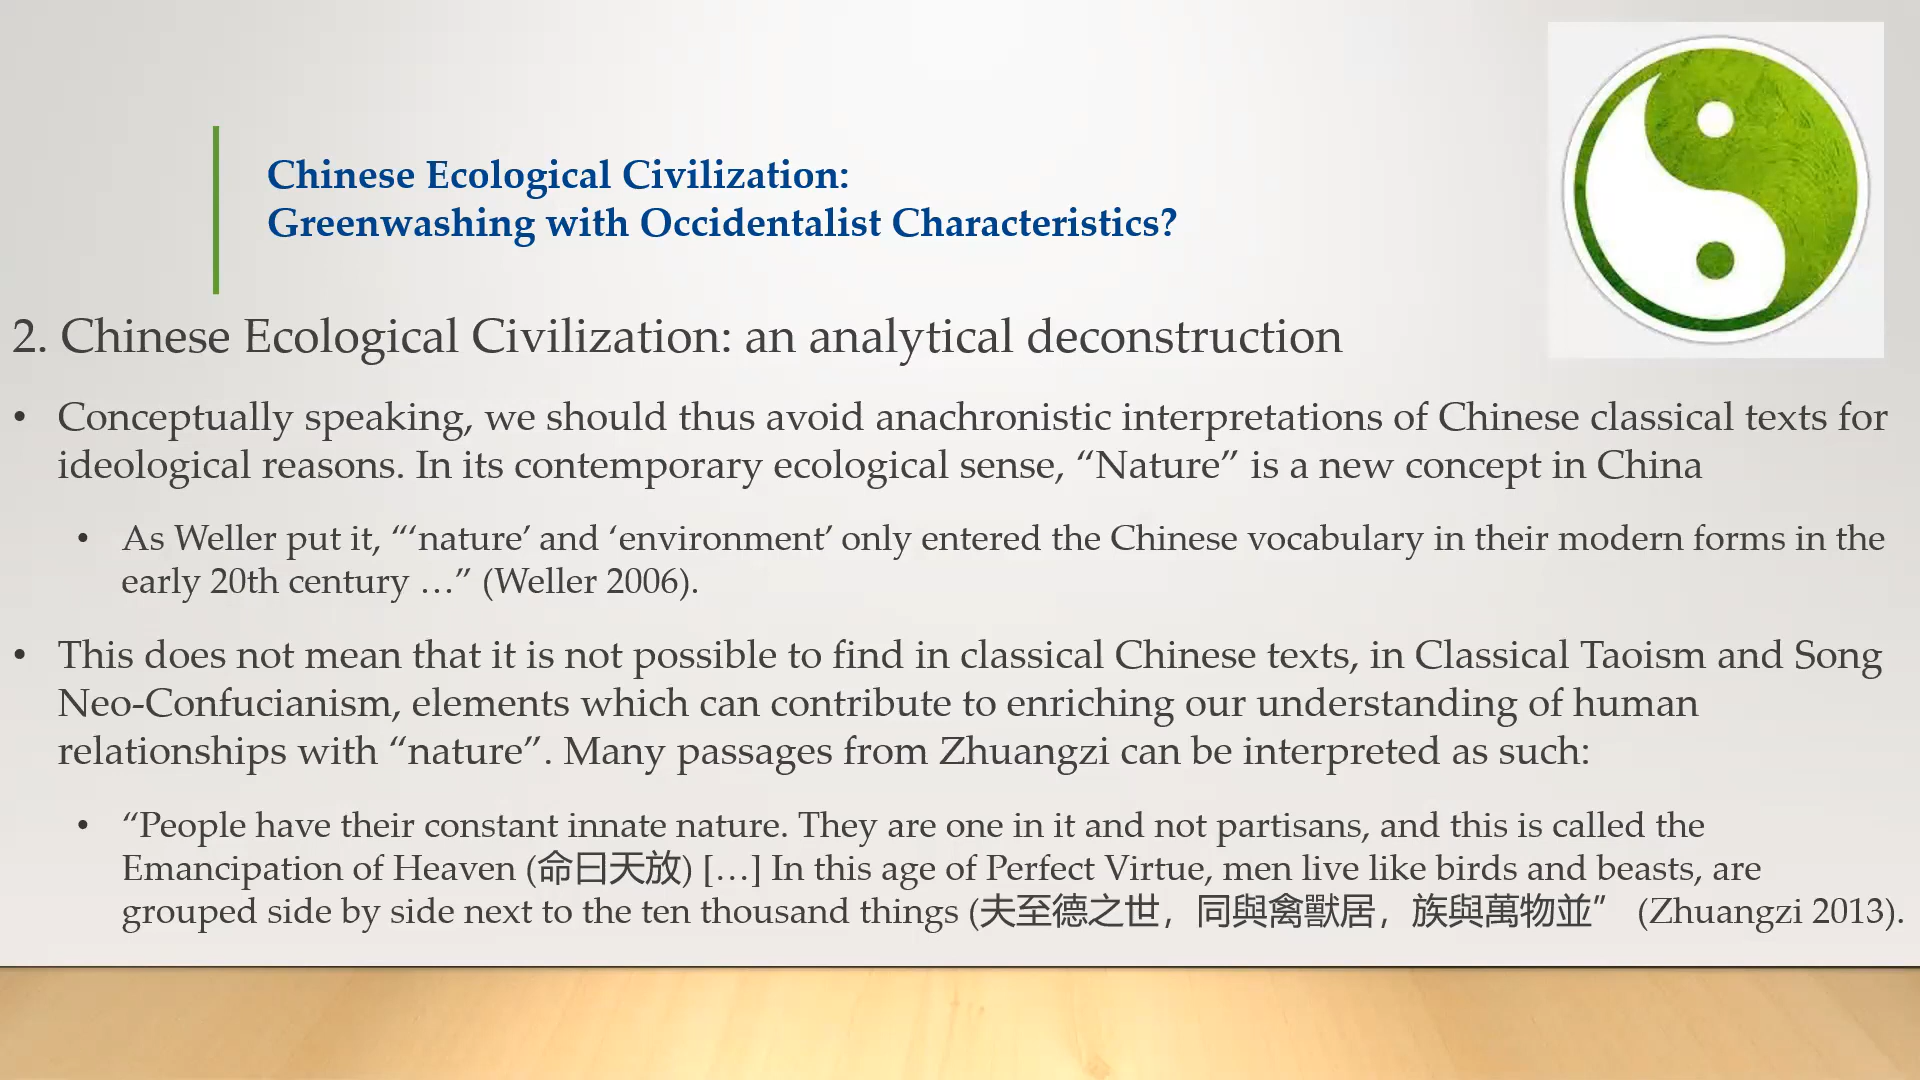 Chinese Ecological Civilization:
Greenwashing with Occidentalist Characteristics?
2. Chinese Ecological Civilization: an analytical deconstruction
• Conceptually speaking, we should thus avoid anachronistic interpretations of Chinese classical texts for
ideological reasons. In its contemporary ecological sense, “Nature” is a new concept in China
• As Weller put it, “‘nature’ and ‘environment’ only entered the Chinese vocabulary in their modern forms in the
early 20th century …” (Weller 2006).
• This does not mean that it is not possible to find in classical Chinese texts, in Classical Taoism and Song
Neo-Confucianism, elements which can contribute to enriching our understanding of human
relationships with “nature”. Many passages from Zhuangzi can be interpreted as such:
• “People have their constant innate nature. They are one in it and not partisans, and this is called the
Emancipation of Heaven (命曰天放) […] In this age of Perfect Virtue, men live like birds and beasts, are
grouped side by side next to the ten thousand things (夫至德之世，同與禽獸居，族與萬物並” (Zhuangzi 2013).